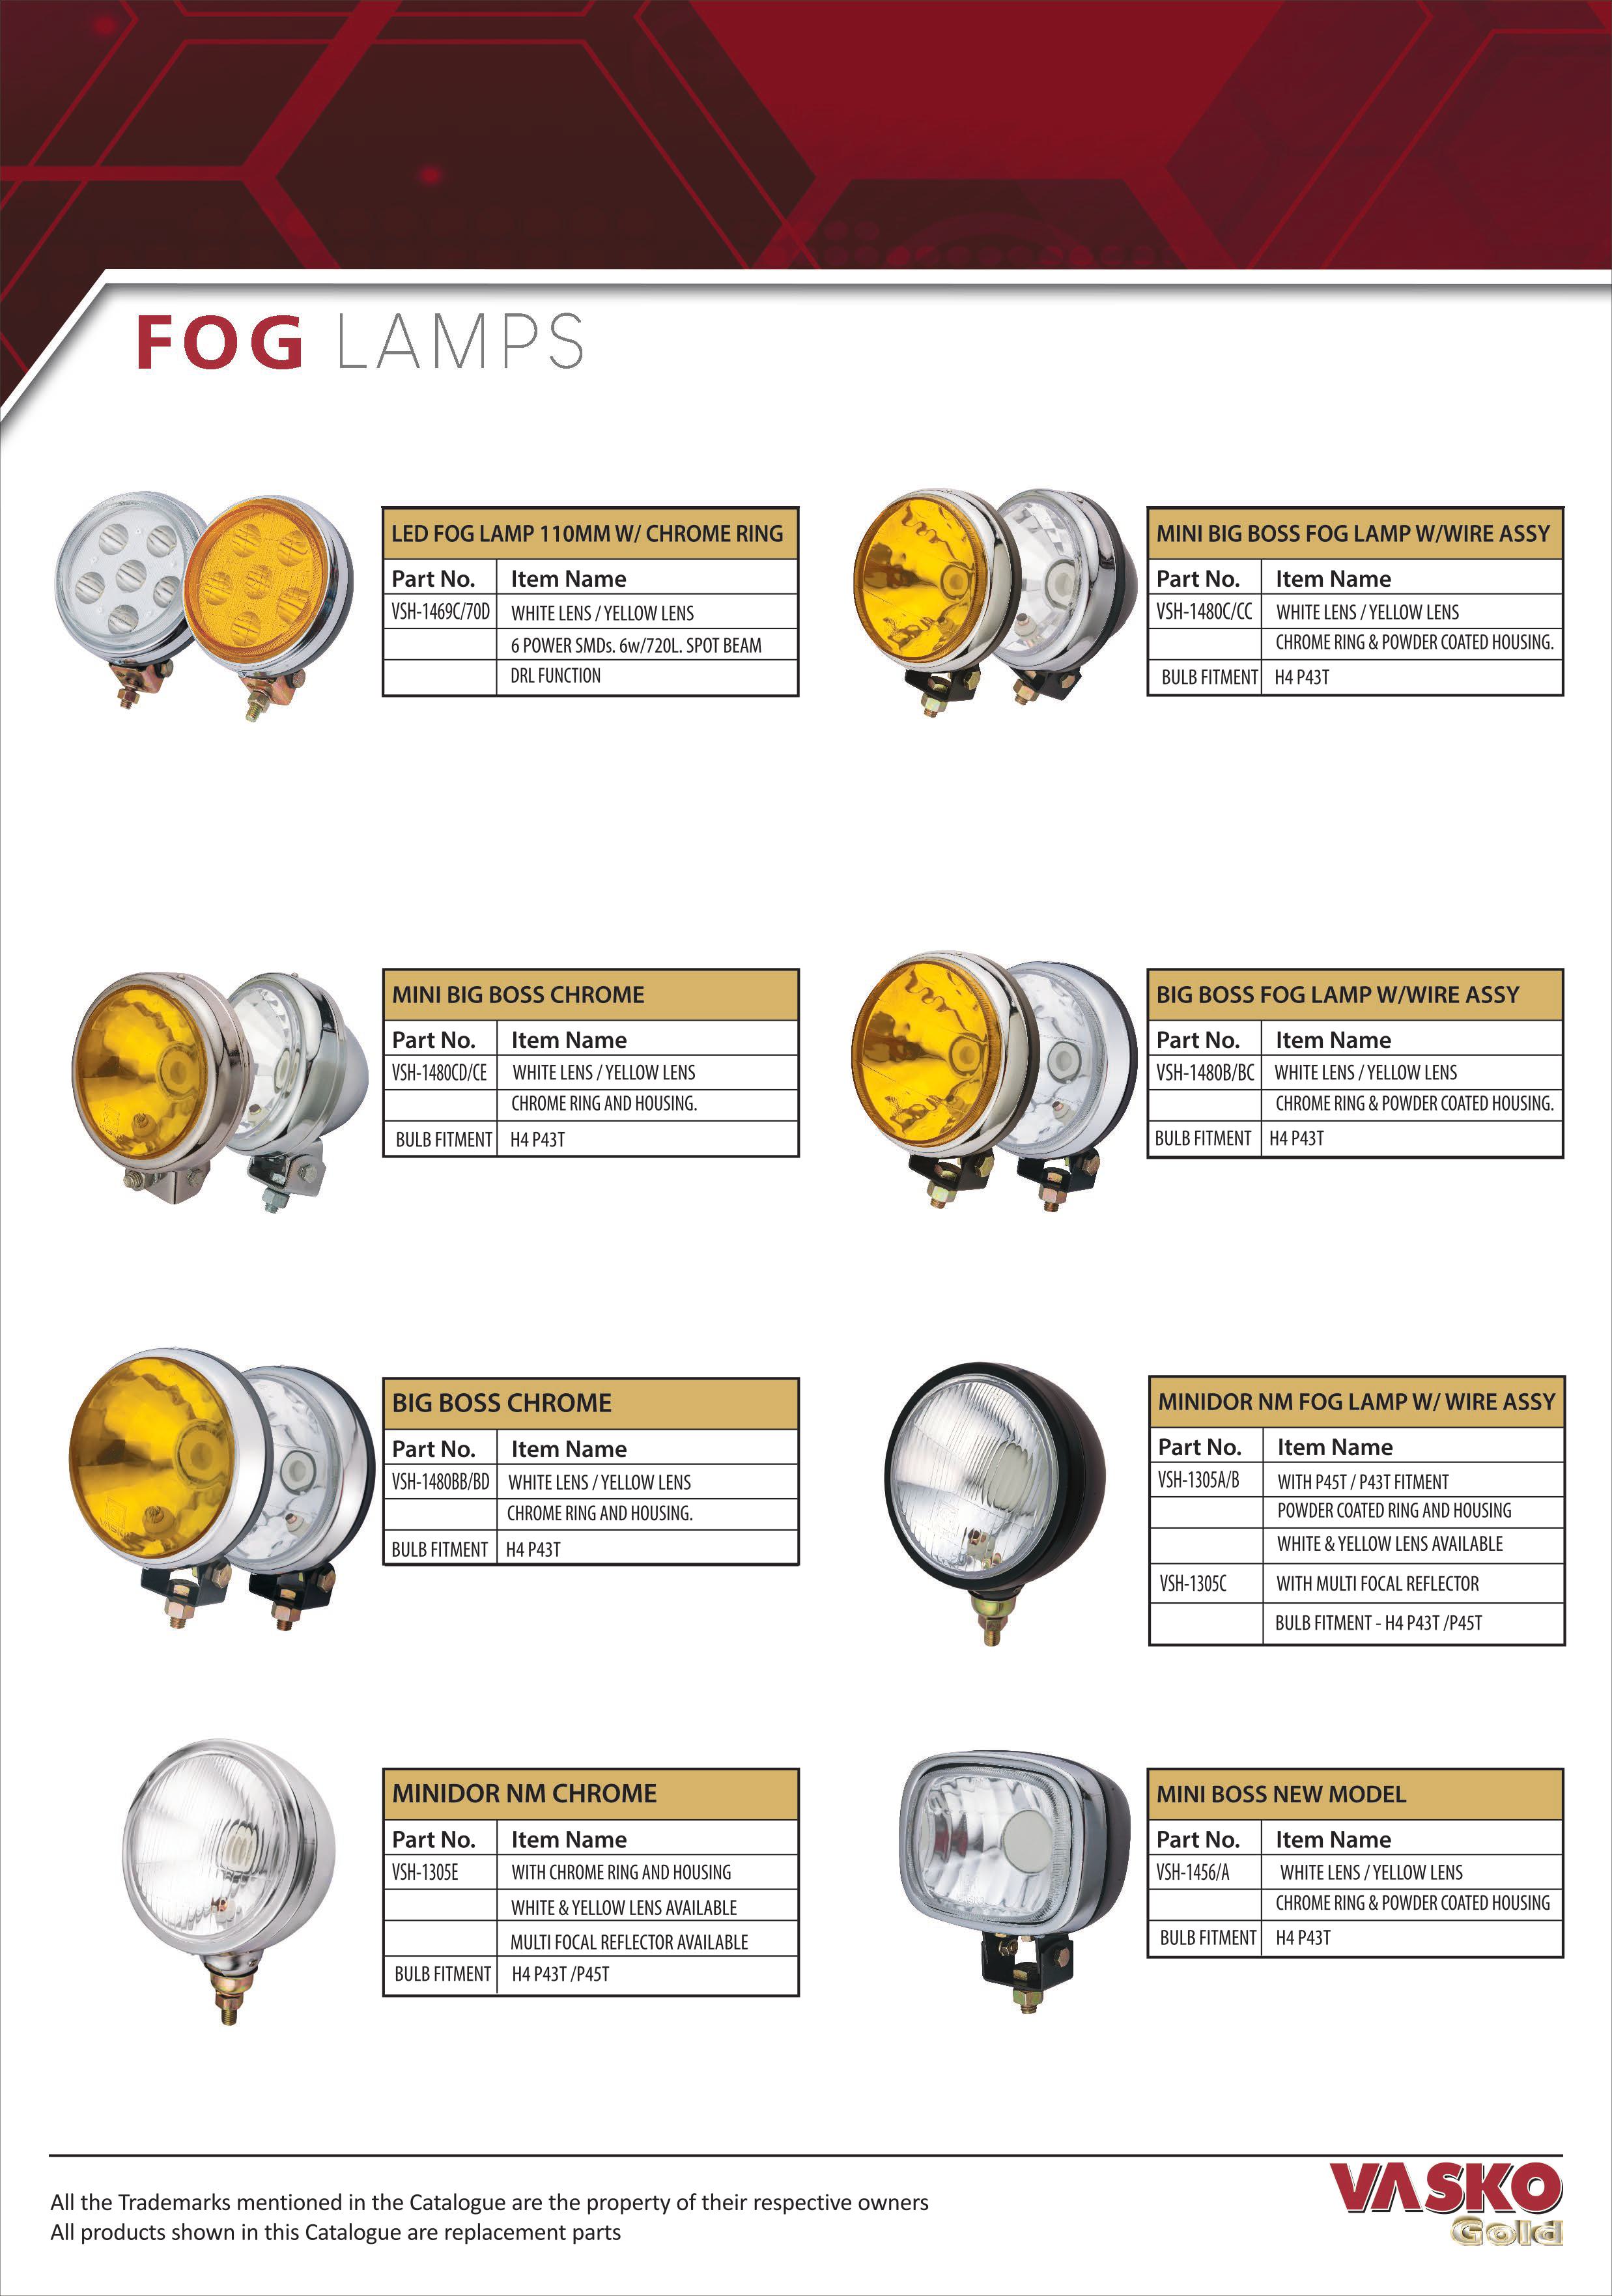 FOG LAMPS
LED FOG LAMP 110MM W/ CHROME RING
Part No. Item Name
VSH-1469C/70D WHITE LENS / YELLOW LENS
6 POWER SMDs. 6w/720L. SPOT BEAM
DRL FUNCTION
MINI BIG BOSS FOG LAMP W/WIRE ASSY
Part No. Item Name
VSH-1480C/CC WHITE LENS / YELLOW LENS
CHROME RING & POWDER COATED HOUSING.
BULB FITMENT H4 P43T
MINI BIG BOSS CHROME
Part No. Item Name
VSH-1480CD/CE WHITE LENS / YELLOW LENS
CHROME RING AND HOUSING.
BULB FITMENT H4 P43T
BIG BOSS FOG LAMP W/WIRE ASSY
Part No. Item Name
VSH-1480B/BC WHITE LENS / YELLOW LENS
CHROME RING & POWDER COATED HOUSING.
BULB FITMENT H4 P43T
BIG BOSS CHROME
Part No. Item Name
VSH-1480BB/BD WHITE LENS / YELLOW LENS
CHROME RING AND HOUSING.
BULB FITMENT H4 P43T
MINIDOR NM FOG LAMP W/ WIRE ASSY
Part No. Item Name
VSH-1305A/B WITH P45T / P43T FITMENT
POWDER COATED RING AND HOUSING
WHITE & YELLOW LENS AVAILABLE
VSH-1305C WITH MULTI FOCAL REFLECTOR
BULB FITMENT - H4 P43T /P45T
MINIDOR NM CHROME
Part No. Item Name
VSH-1305E WITH CHROME RING AND HOUSING
WHITE & YELLOW LENS AVAILABLE
MULTI FOCAL REFLECTOR AVAILABLE
BULB FITMENT H4 P43T /P45T
MINI BOSS NEW MODEL
Part No. Item Name
VSH-1456/A WHITE LENS / YELLOW LENS
CHROME RING & POWDER COATED HOUSING
BULB FITMENT H4 P43T
All the Trademarks mentioned in the Catalogue are the property of their respective owners
All products shown in this Catalogue are replacement parts
VASKO
Gold